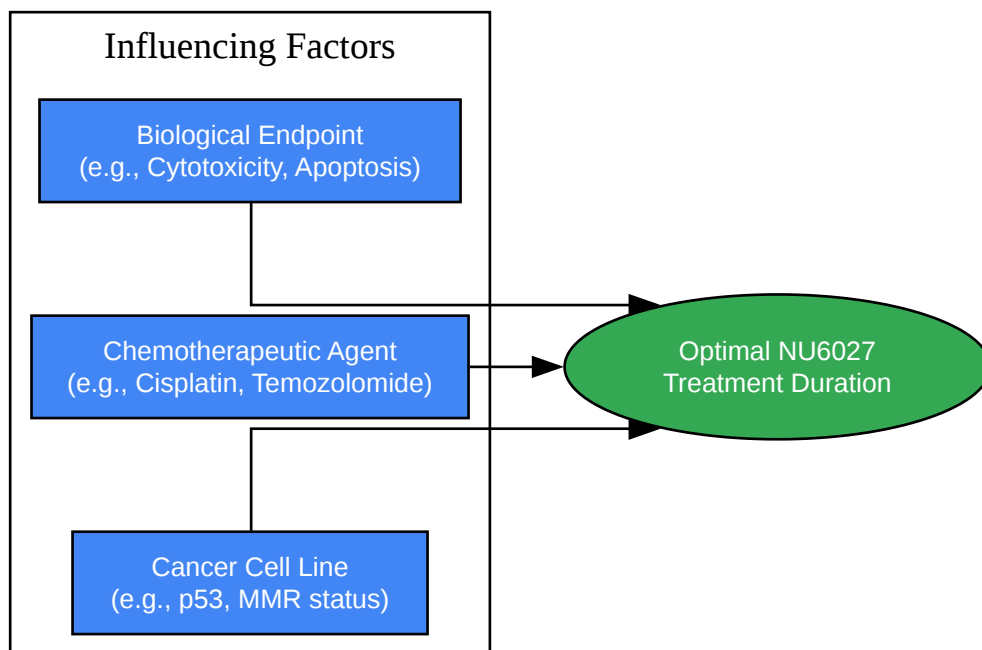 Influencing Factors
Biological Endpoint
(e.g., Cytotoxicity, Apoptosis)
Chemotherapeutic Agent
(e.g., Cisplatin, Temozolomide)
Optimal NU6027
Treatment Duration
Cancer Cell Line
(e.g., p53, MMR status)